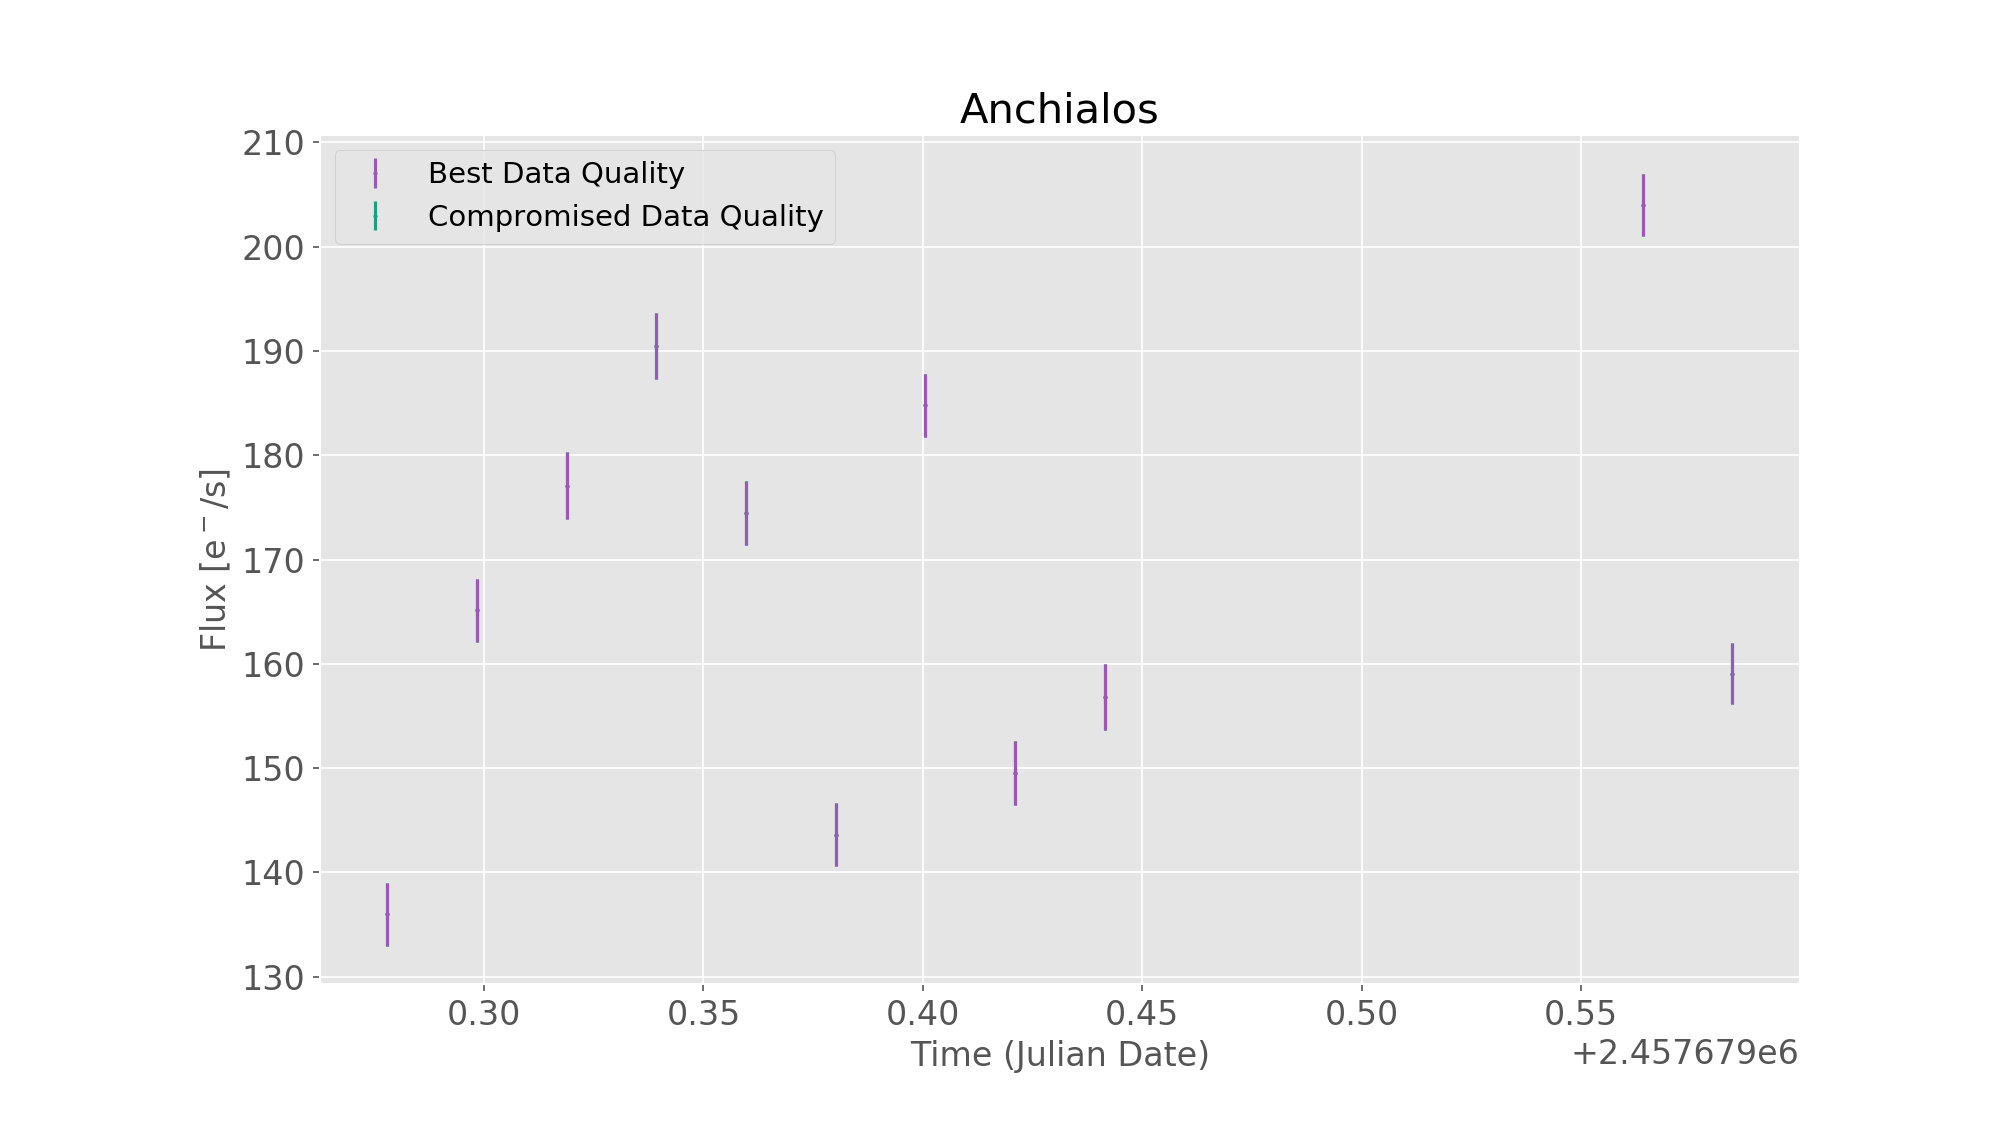 Anchialos
Best Data Quality
Compromised Data Quality
210
200
190
180
170
160
150
140
130
Flux [e⁻/s]
0.30 0.35 0.40 0.45 0.50 0.55
Time (Julian Date)
+2.457679e6